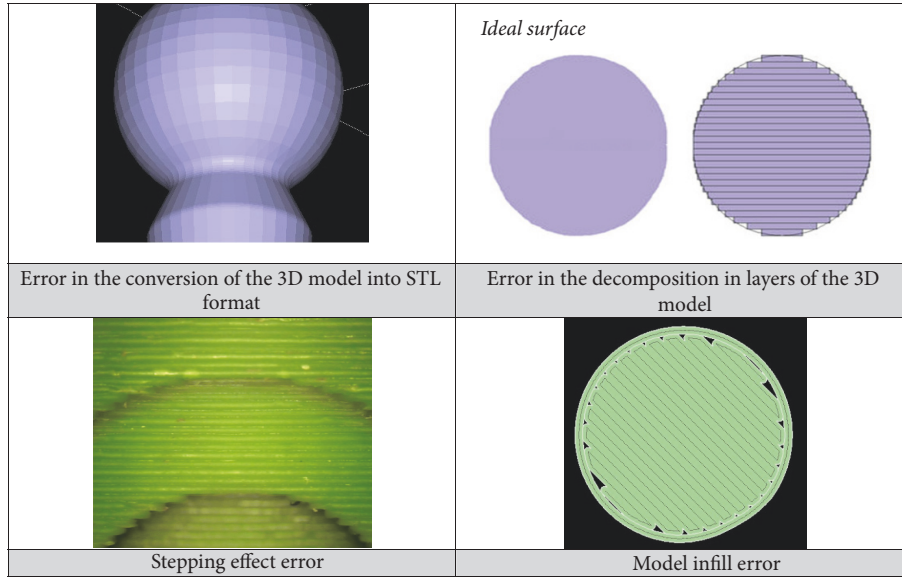 Ideal surface
Error in the conversion of the 3D model into STL
format
Error in the decomposition in layers of the 3D
model
Stepping effect error
Model infill error